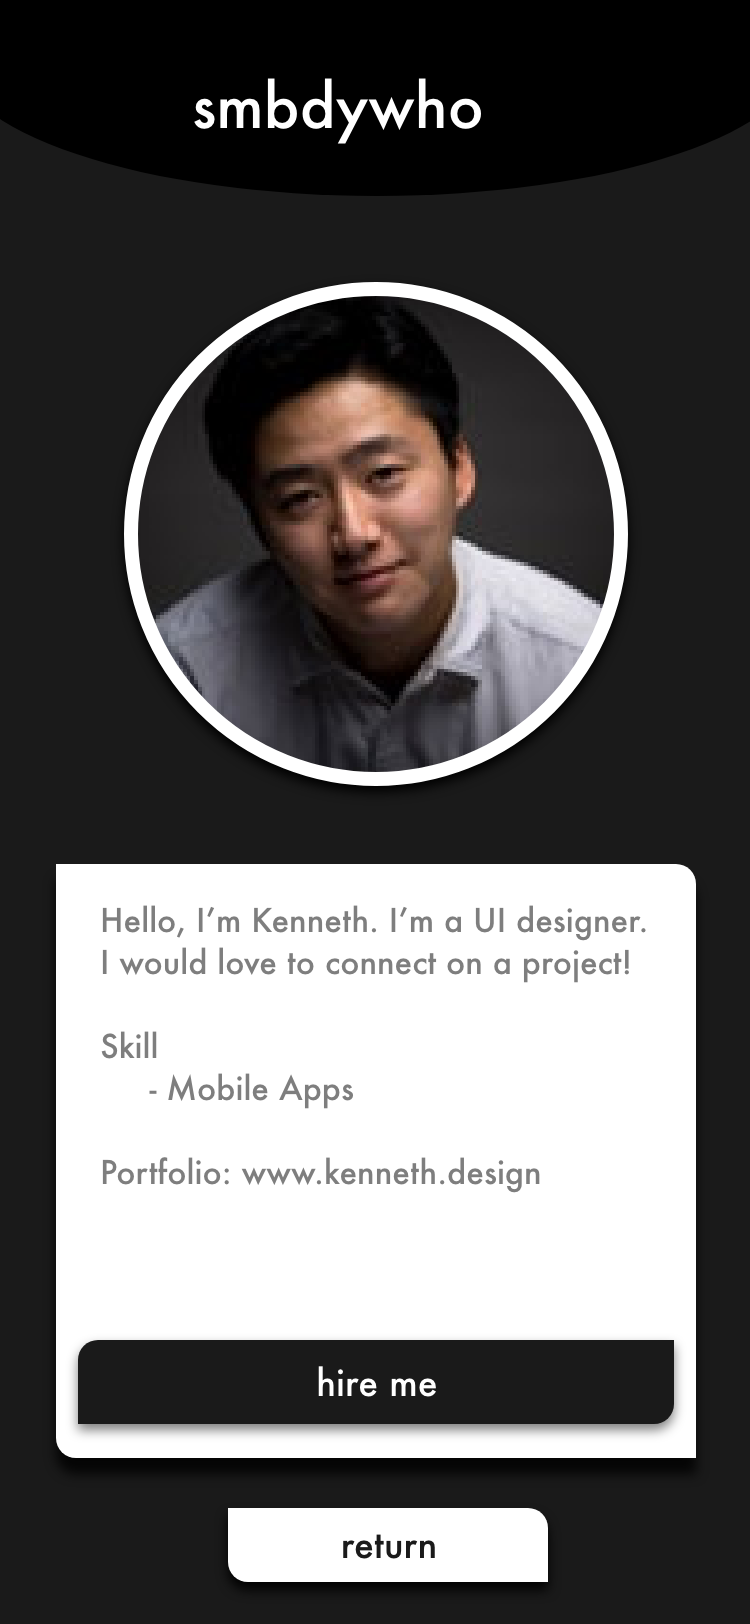 smbdywho
Hello, I’m Kenneth. I’m a UI designer.
I would love to connect on a project!
Skill
- Mobile Apps
Portfolio: www.kenneth.design
hire me
return